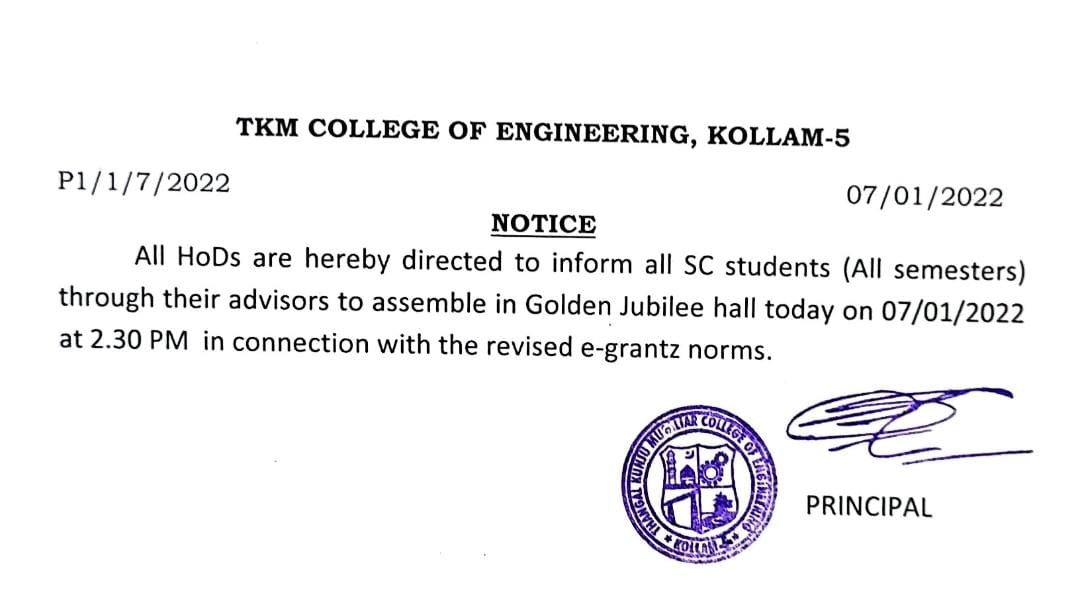 TKM COLLEGE OF ENGINEERING, KOLLAM-5
P1/1/7/2022
07/01/2022
NOTICE
All HoDs are hereby directed to inform all SC students (All semesters)
through their advisors to assemble in Golden Jubilee hall today on 07/01/2022
at 2.30 PM in connection with the revised e-grantz norms.
THANGAL KUNJU LIAR COLLEGE OF ENGINEERING
KOLLAM-5
PRINCIPAL